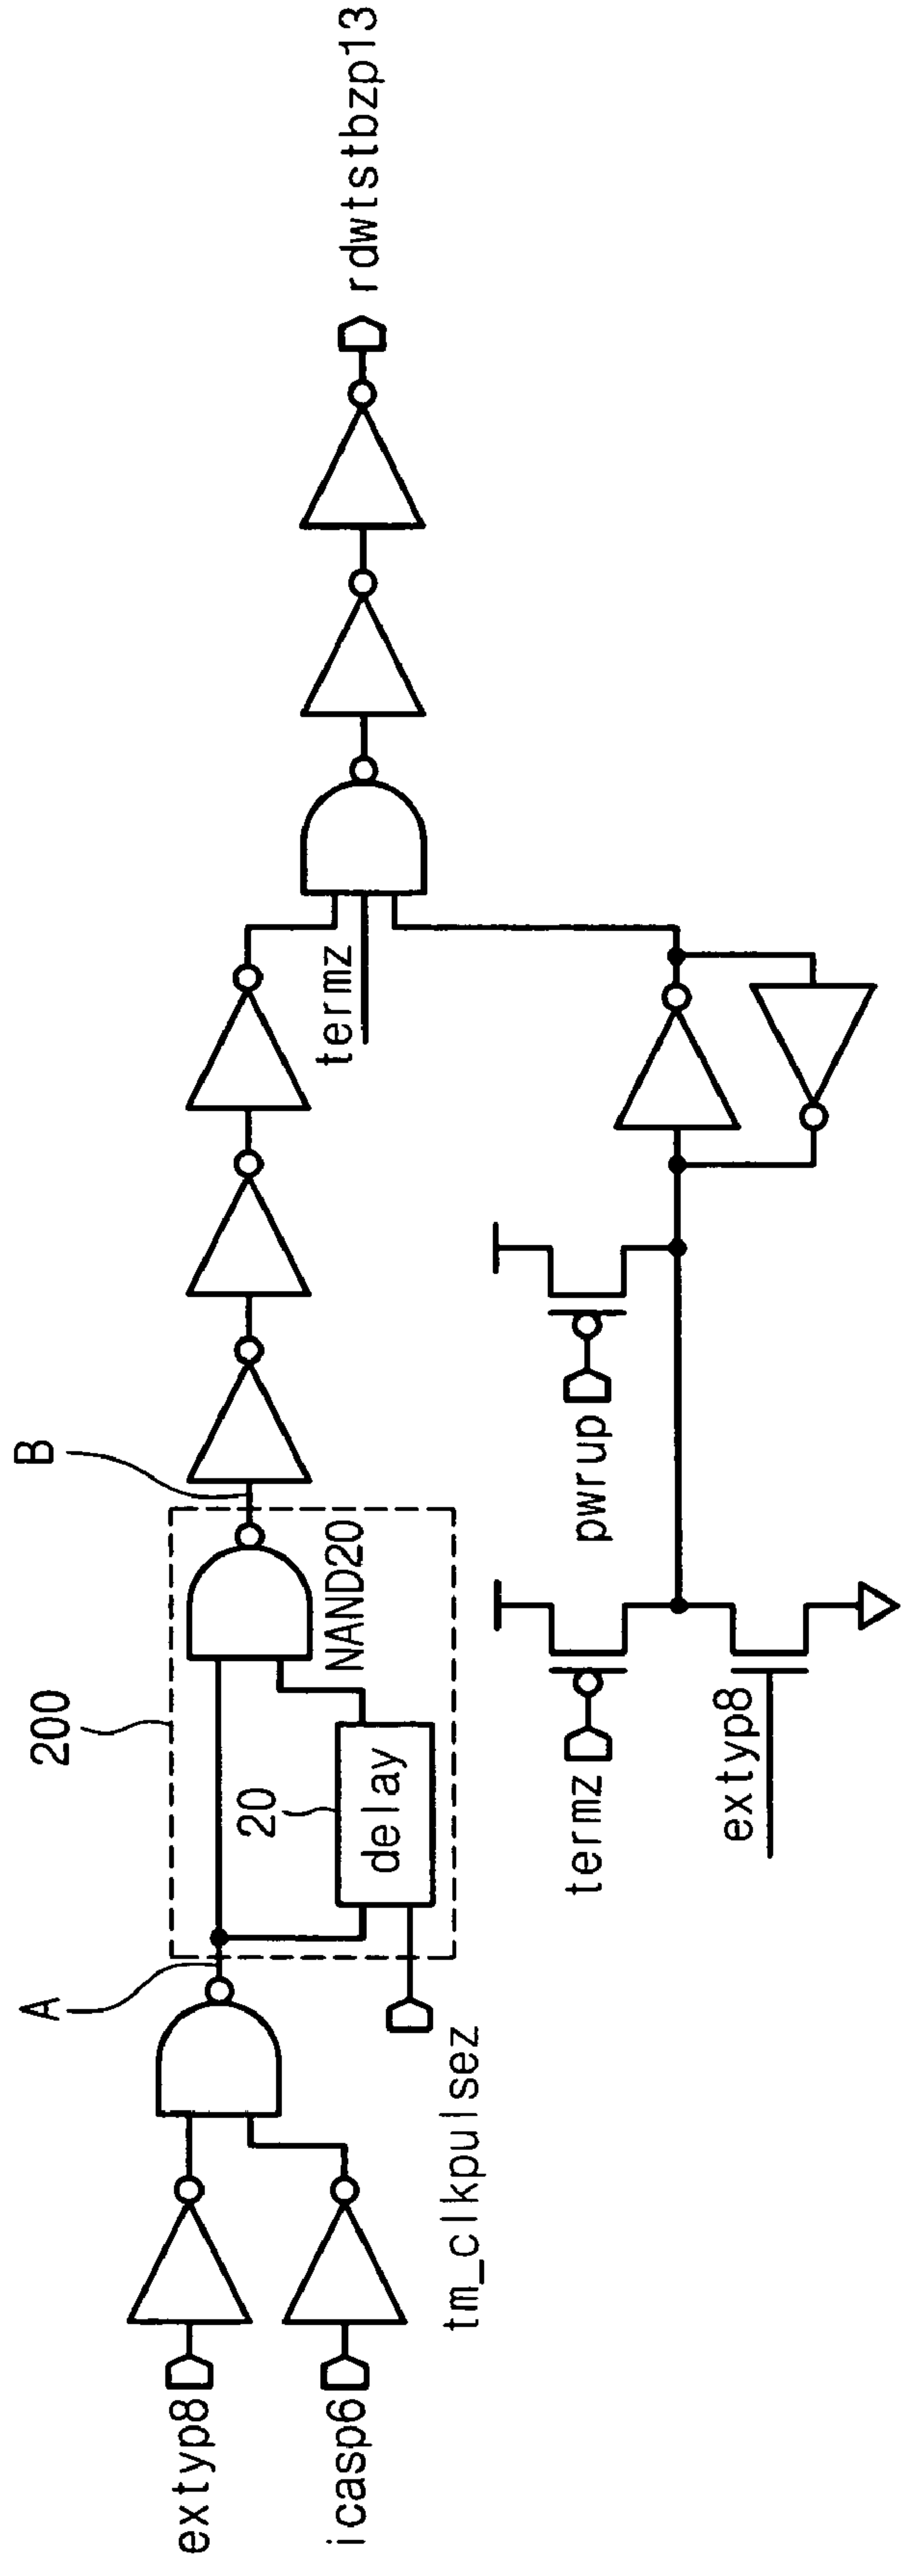 extyp8
icasp6
tm_clkpulsez
A
200
20
delay
NAND20
B
termz
rdwtstbzp13
termz
extyp8
pwrup